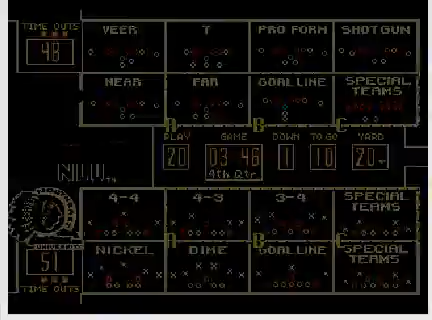 TIME OUTS
48
VEER
T
PRO FORM
SHOTGUN
NEAR
FAR
GOALLINE
SPECIAL
TEAMS
A
B
C
PLAY
GAME
DOWN
TO GO
YARD
20
03 46
1
10
20
4th Qtr
4-4
4-3
3-4
SPECIAL
TEAMS
A
B
C
NICKEL
DIME
GOALLINE
SPECIAL
TEAMS
51
TIME OUTS